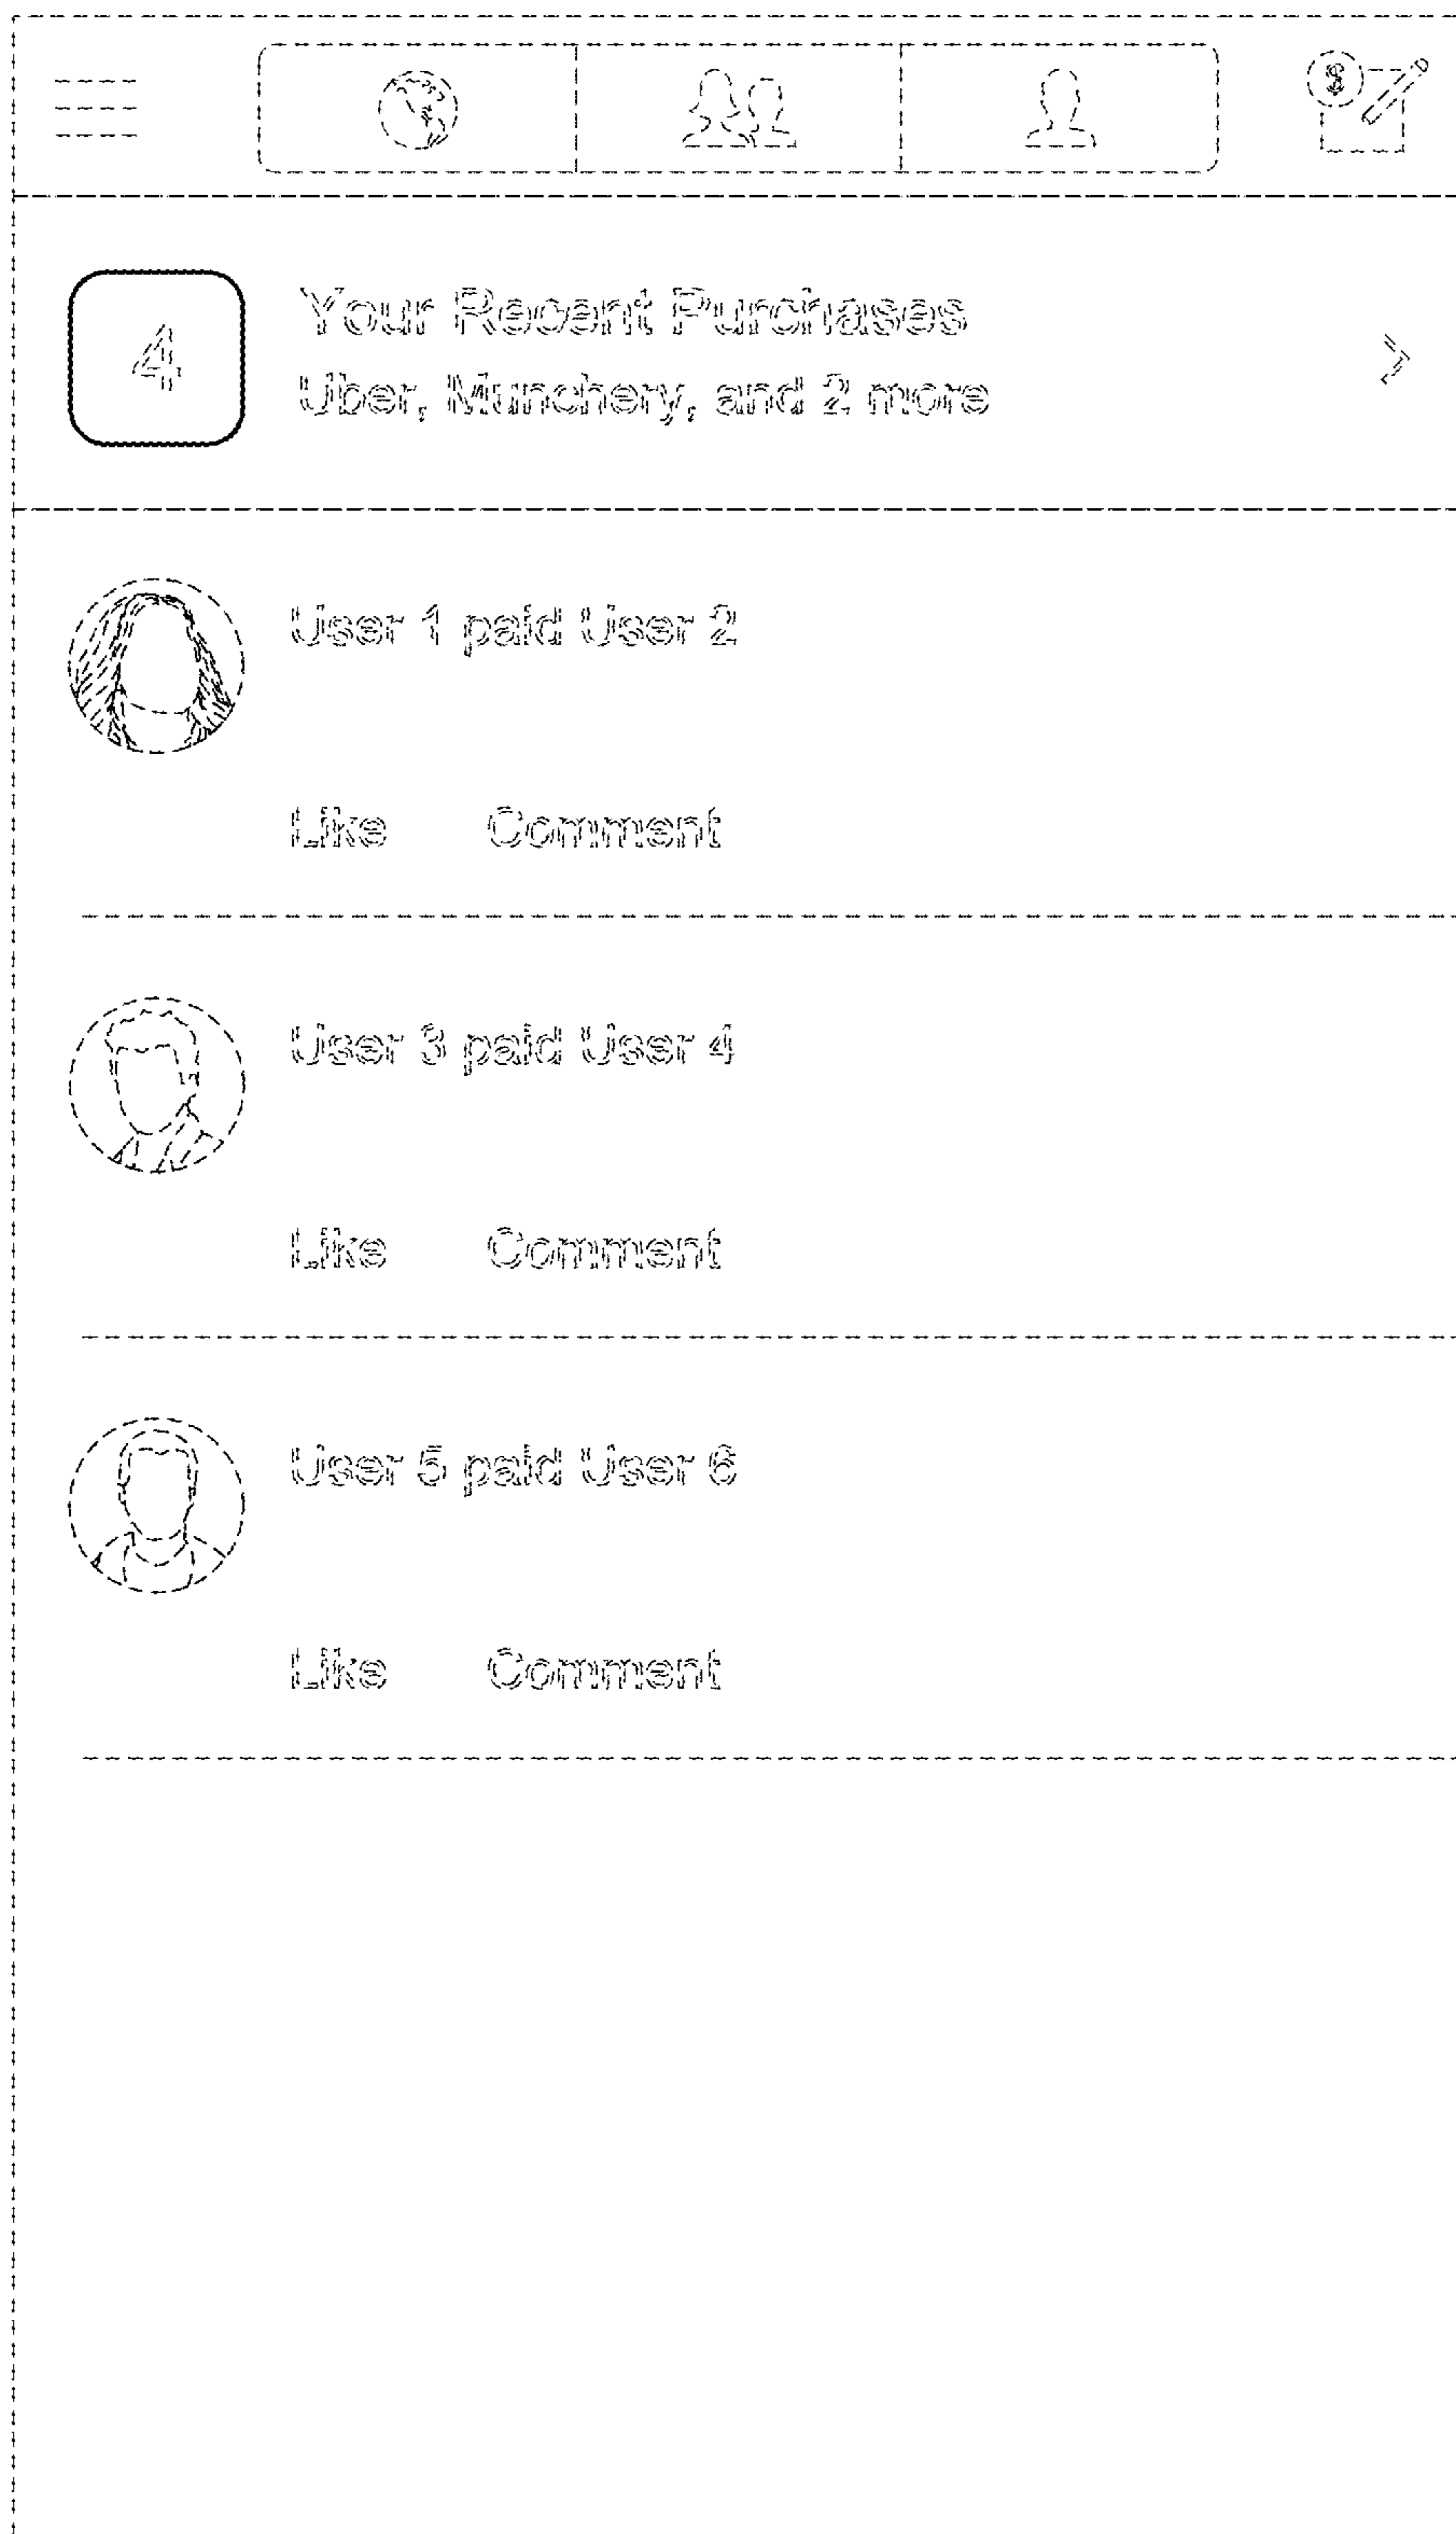 $
4
Your Recent Purchases
Uber, Munchery, and 2 more
User 1 paid User 2
Like Comment
User 3 paid User 4
Like Comment
User 5 paid User 6
Like Comment